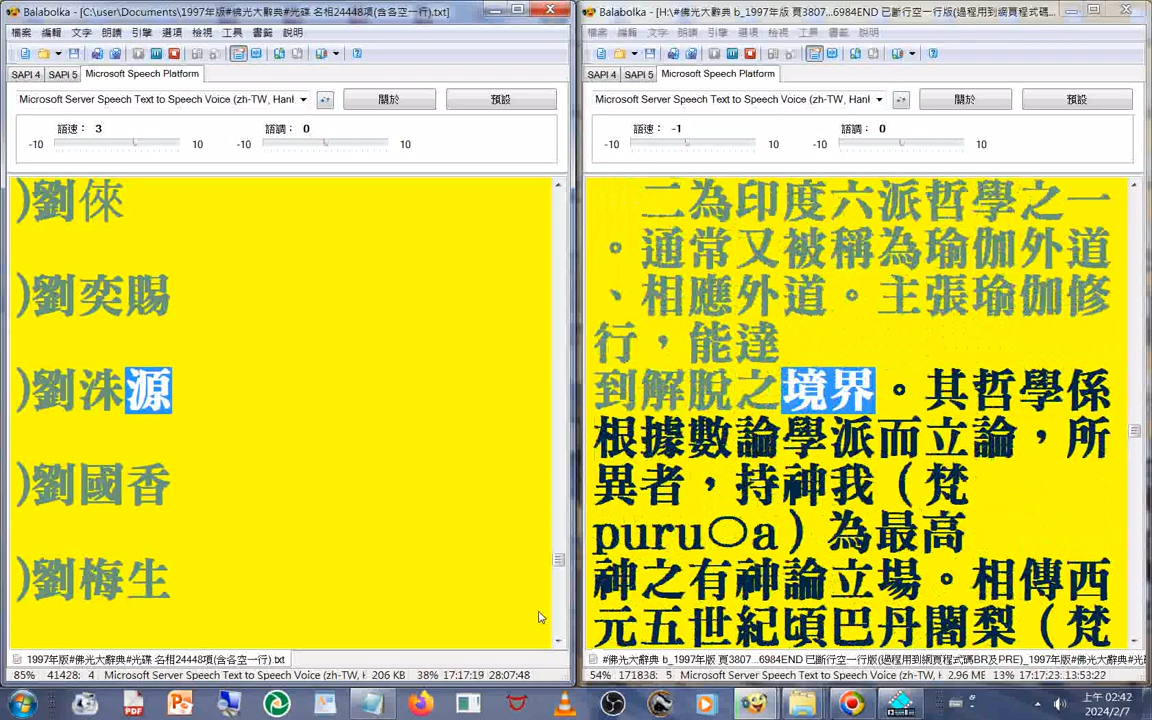 Balabolka - [C:\user\Documents\1997年版#佛光大辭典#光碟 名相24448項(含各空一行).txt]
檔案 編輯 文字 朗讀 引擎 選項 檢視 工具 書籤 說明
SAPI 4 SAPI 5 Microsoft Speech Platform
Microsoft Server Speech Text to Speech Voice (zh-TW, Hanl
關於
預設
語速： 3
語調： 0
-10 10 -10 10
)劉倈
)劉奕賜
)劉洙源
)劉國香
)劉梅生
1997年版#佛光大辭典#光碟 名相24448項(含各空一行).txt
85% 41428: 4 Microsoft Server Speech Text to Speech Voice (zh-TW, I 206 KB 38% 17:17:19 28:07:48
Balabolka - [H:\#佛光大辭典 b_1997年版 頁3807...6984END 已斷行空一行版(過程用到網頁程式碼...
檔案 編輯 文字 朗讀 引擎 選項 檢視 工具 書籤 說明
SAPI 4 SAPI 5 Microsoft Speech Platform
Microsoft Server Speech Text to Speech Voice (zh-TW, Hanl
關於
預設
語速： -1
語調： 0
-10 10 -10 10
二為印度六派哲學之一
。通常又被稱為瑜伽外道
、相應外道。主張瑜伽修
行，能達
到解脫之境界。其哲學係
根據數論學派而立論，所
異者，持神我（梵
puru○a）為最高
神之有神論立場。相傳西
元五世紀頃巴丹闍梨（梵
#佛光大辭典 b_1997年版 頁3807...6984END 已斷行空一行版(過程用到網頁程式碼BR及PRE)_1997年版#光
54% 171838: 5 Microsoft Server Speech Text to Speech Voice (zh-TW, I 2.96 ME 13% 17:17:23 13:53:22
上午 02:42
2024/2/7